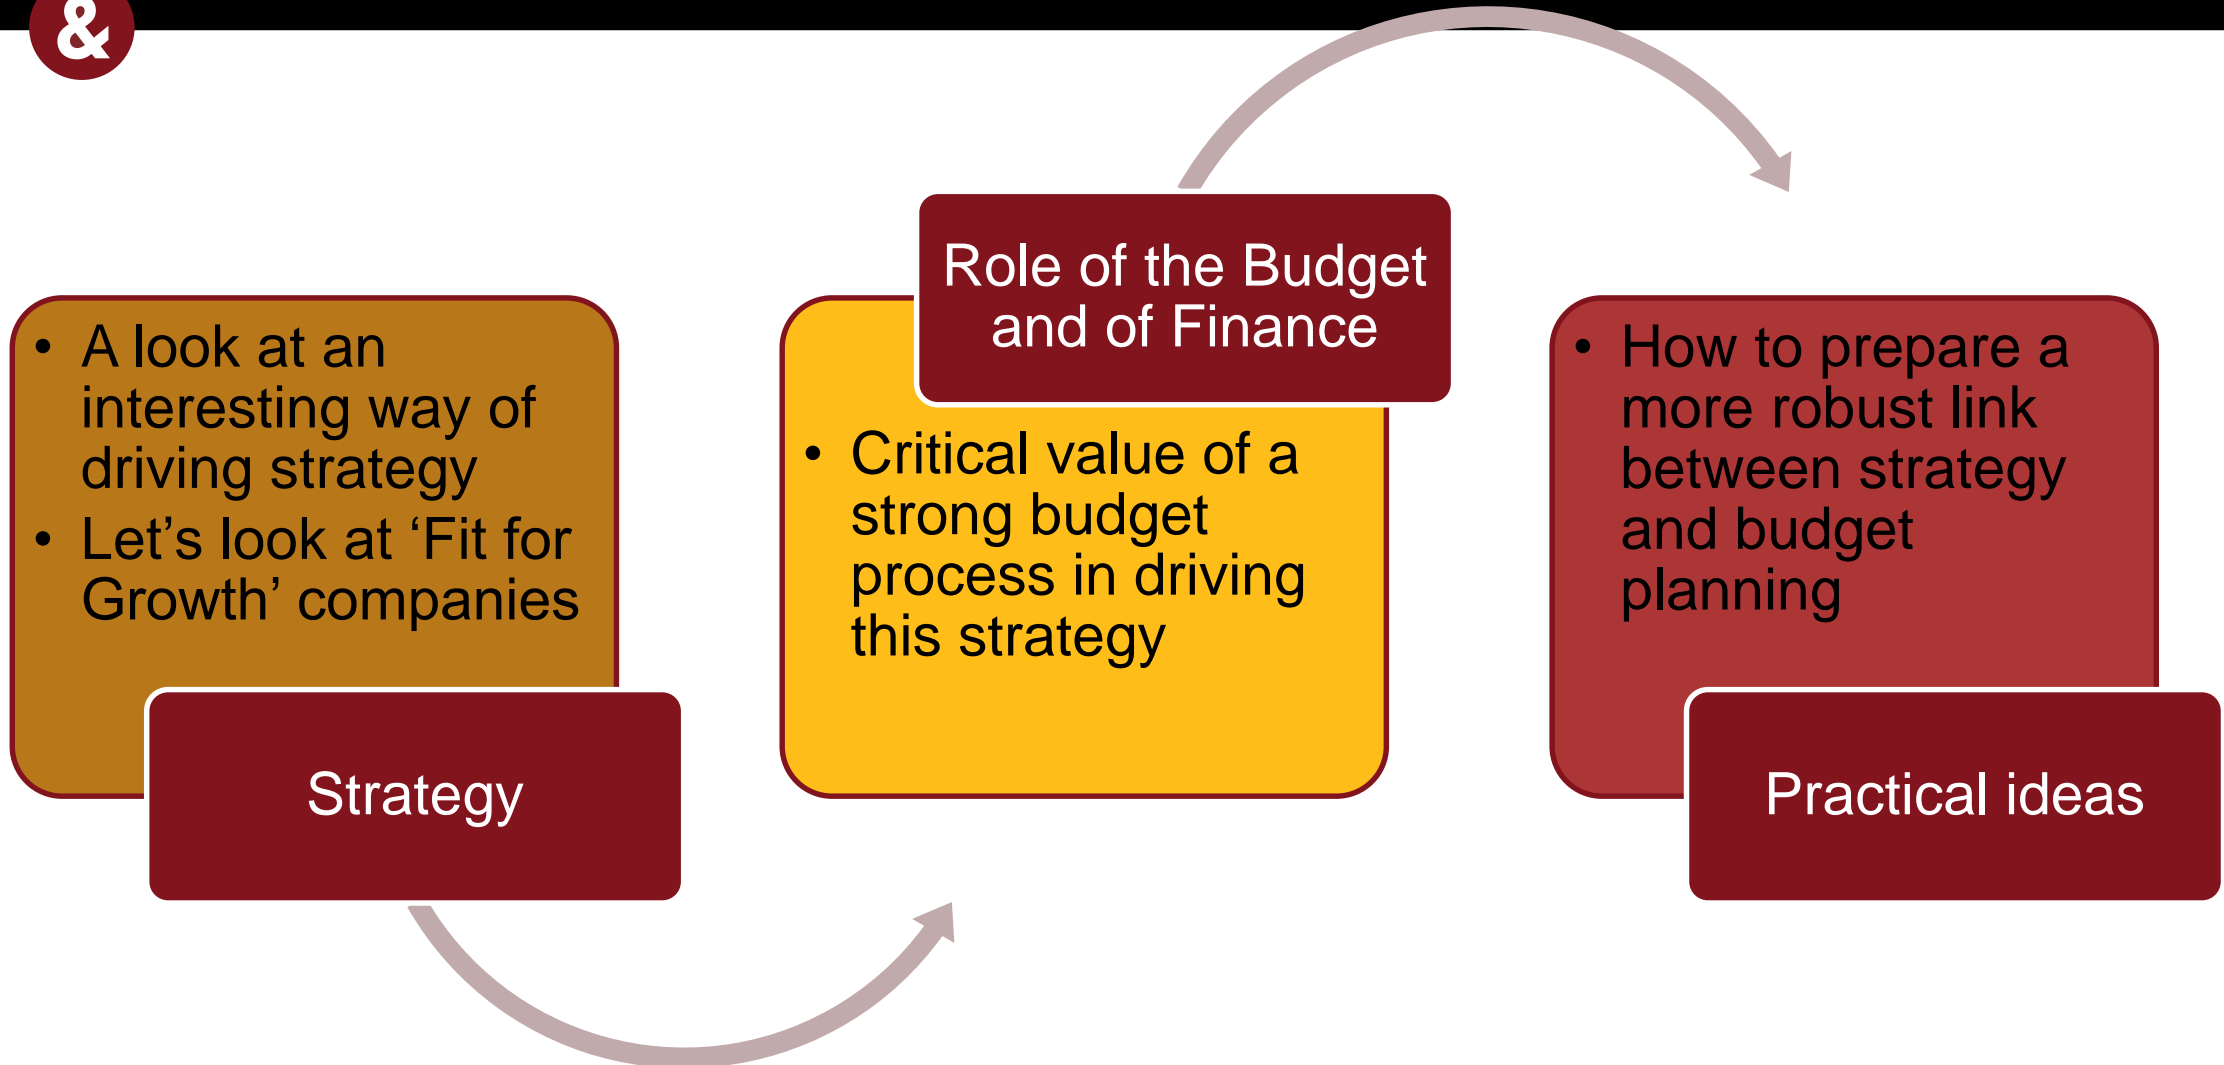 &
• A look at an
interesting way of
driving strategy
• Let’s look at ‘Fit for
Growth’ companies
Strategy
Role of the Budget
and of Finance
• Critical value of a
strong budget
process in driving
this strategy
• How to prepare a
more robust link
between strategy
and budget
planning
Practical ideas